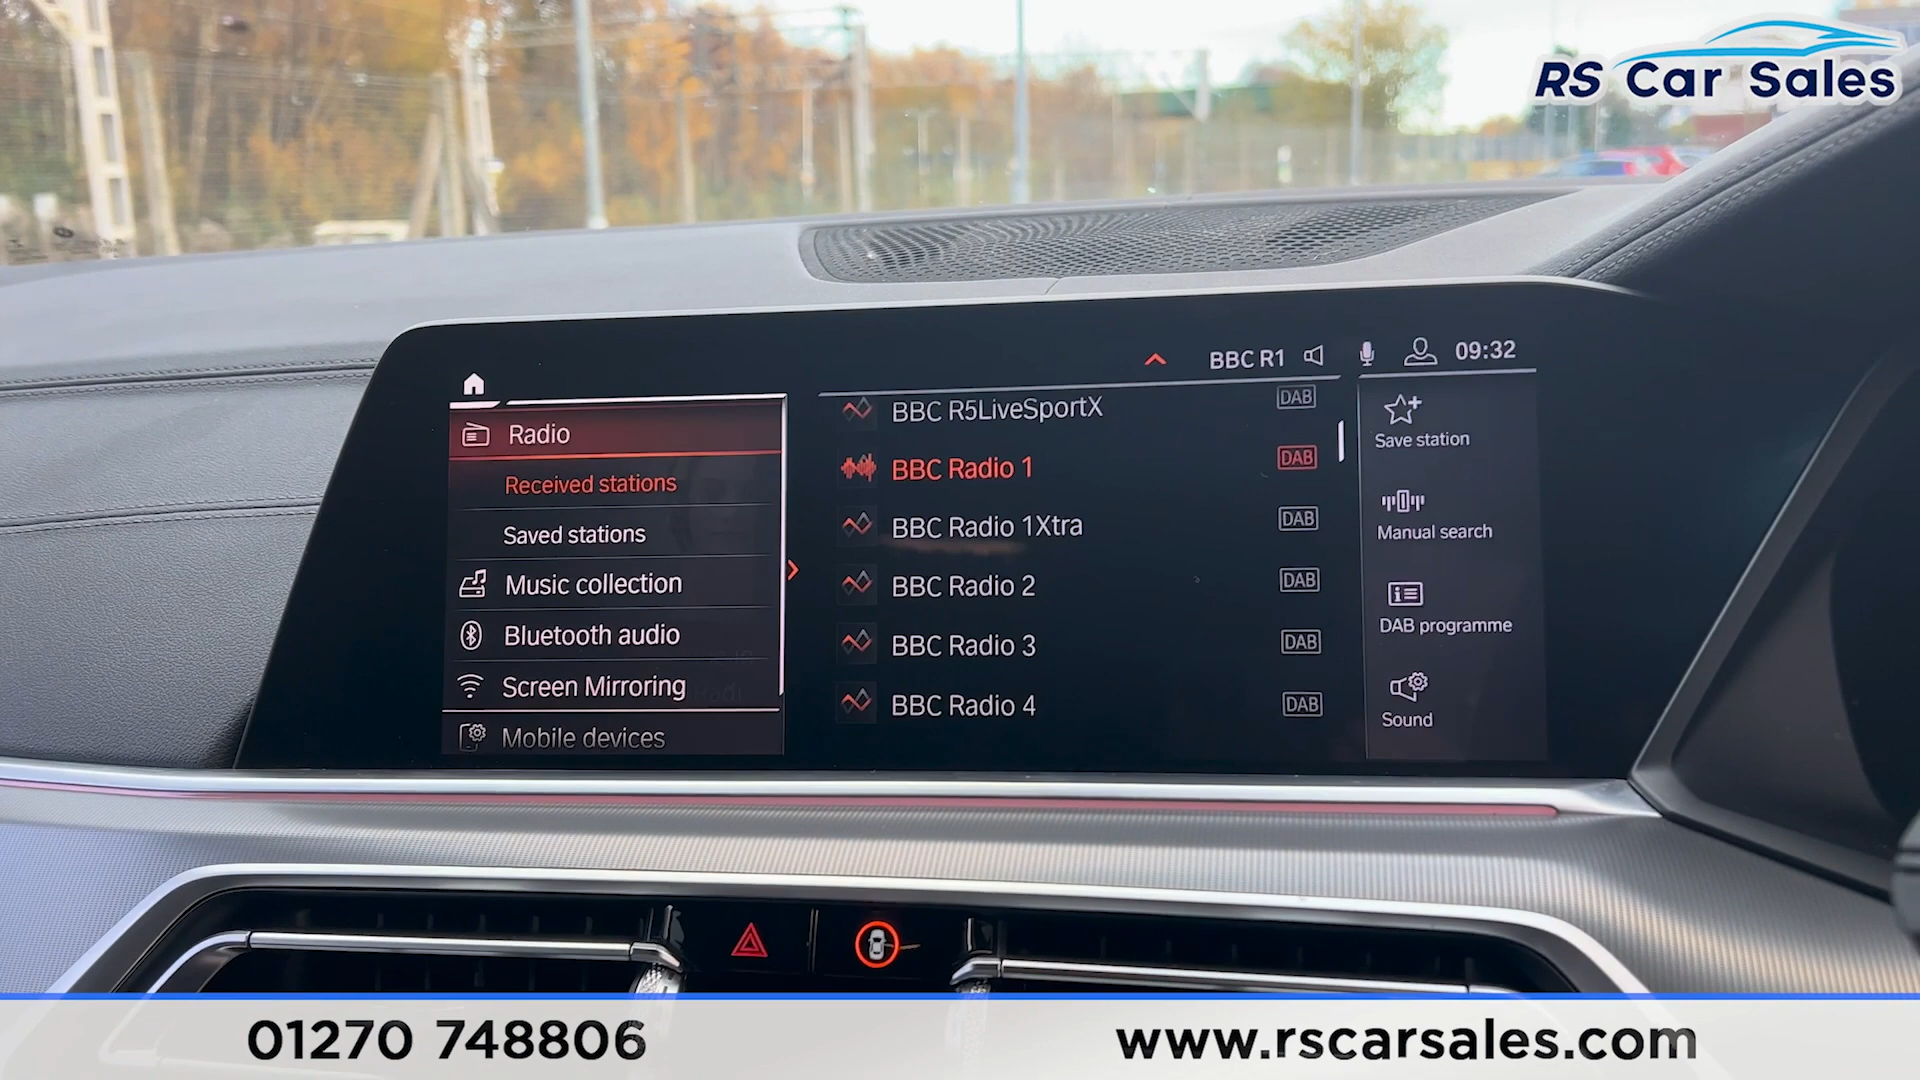 RS Car Sales
BBC R1
09:32
Radio
Received stations
Saved stations
Music collection
Bluetooth audio
Screen Mirroring
Mobile devices
BBC R5LiveSportX DAB
BBC Radio 1 DAB
BBC Radio 1Xtra DAB
BBC Radio 2 DAB
BBC Radio 3 DAB
BBC Radio 4 DAB
Save station
Manual search
DAB programme
Sound
01270 748806
www.rscarsales.com